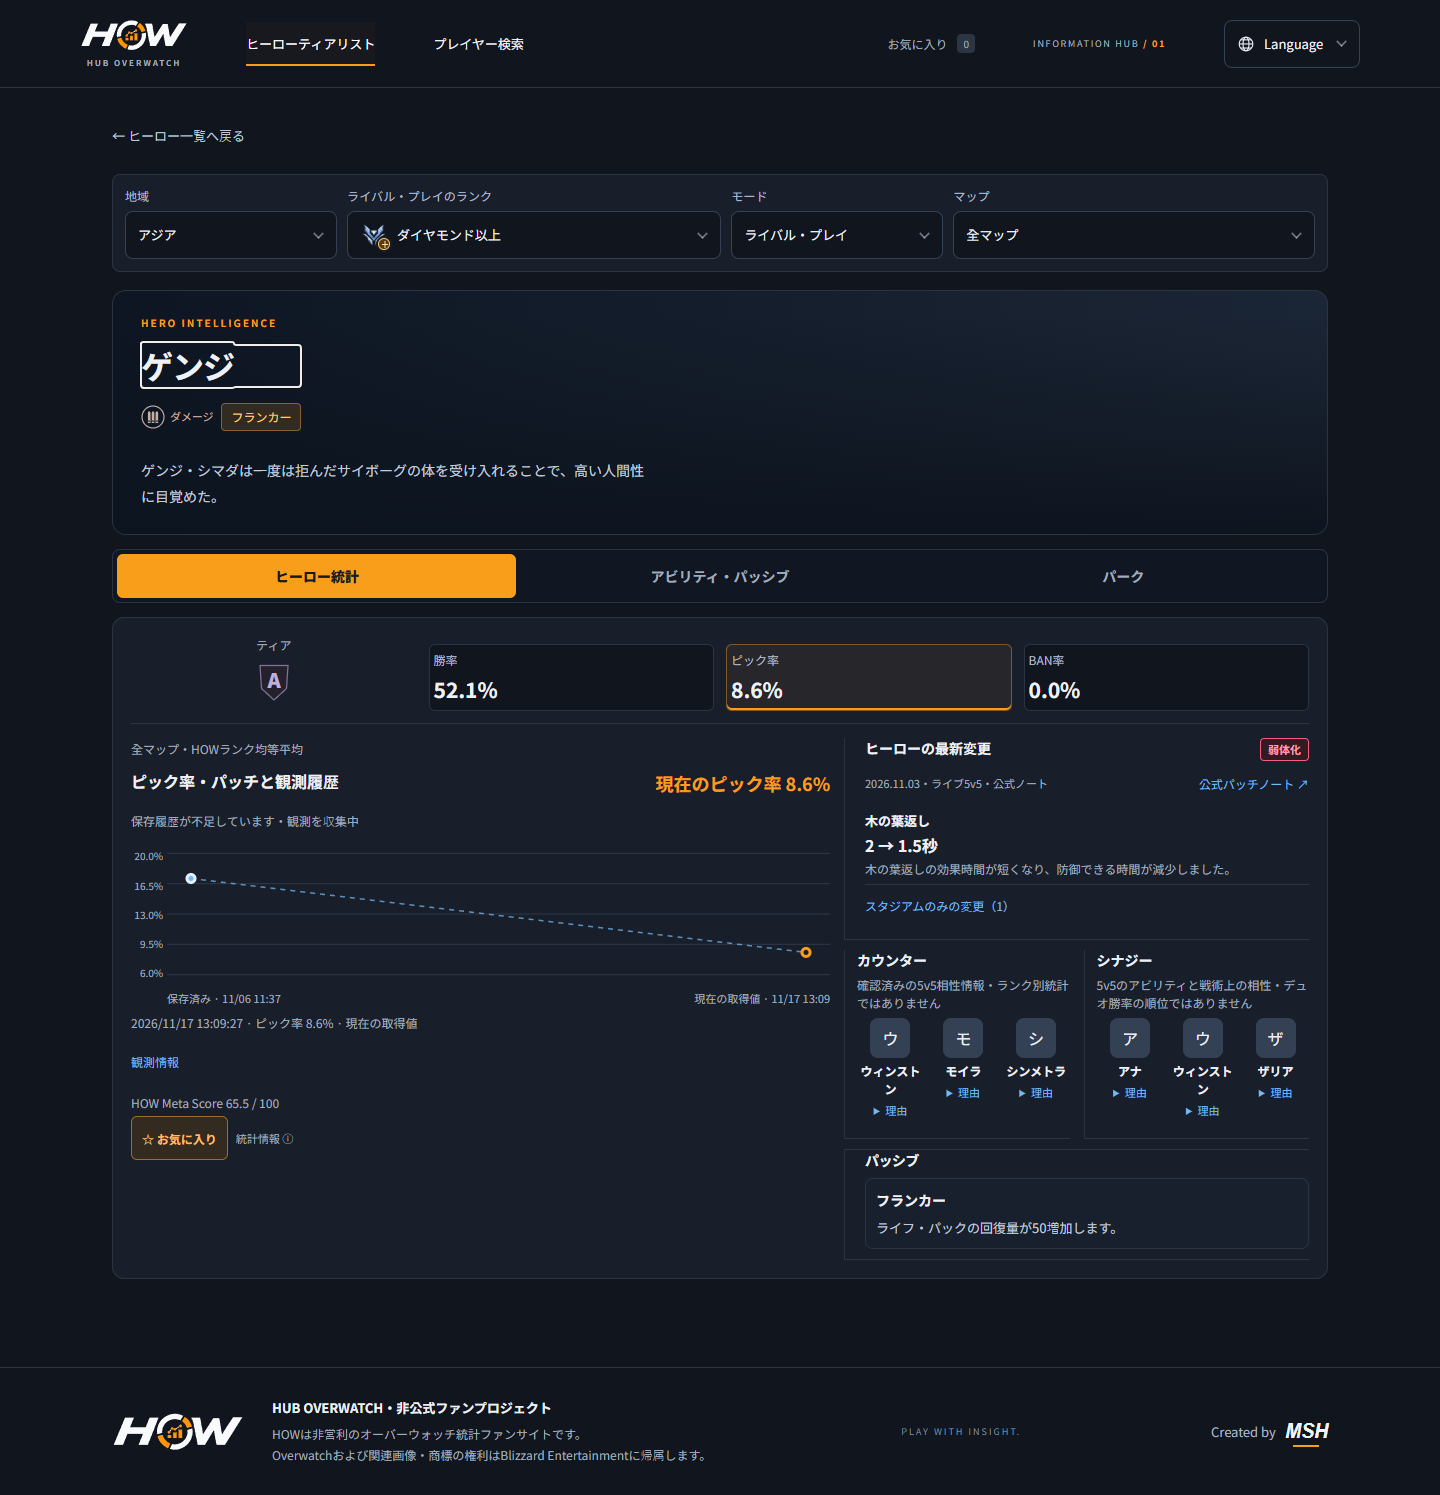 HOW
HUB OVERWATCH
ヒーローティアリスト
プレイヤー検索
お気に入り 0
INFORMATION HUB / 01
Language
← ヒーロー一覧へ戻る
地域
アジア
ライバル・プレイのランク
ダイヤモンド以上
モード
ライバル・プレイ
マップ
全マップ
HERO INTELLIGENCE
ゲンジ
ダメージ
フランカー
ゲンジ・シマダは一度は拒んだサイボーグの体を受け入れることで、高い人間性
に目覚めた。
ヒーロー統計
アビリティ・パッシブ
パーク
ティア
A
勝率
52.1%
ピック率
8.6%
BAN率
0.0%
全マップ・HOWランク均等平均
ピック率・パッチと観測履歴
現在のピック率 8.6%
保存履歴が不足しています・観測を収集中
20.0%
16.5%
13.0%
9.5%
6.0%
保存済み · 11/06 11:37
現在の取得値 · 11/17 13:09
2026/11/17 13:09:27 · ピック率 8.6% · 現在の取得値
観測情報
HOW Meta Score 65.5 / 100
☆ お気に入り
統計情報 ⓘ
ヒーローの最新変更
弱体化
2026.11.03・ライブ5v5・公式ノート
公式パッチノート ↗
木の葉返し
2 → 1.5秒
木の葉返しの効果時間が短くなり、防御できる時間が減少しました。
スタジアムのみの変更（1）
カウンター
確認済みの5v5相性情報・ランク別統計
ではありません
ウ
モ
シ
ウィンスト
ン
モイラ
シンメトラ
▶ 理由
▶ 理由
▶ 理由
シナジー
5v5のアビリティと戦術上の相性・デュ
オ勝率の順位ではありません
ア
ウ
ザ
アナ
ウィンスト
ン
ザリア
▶ 理由
▶ 理由
▶ 理由
パッシブ
フランカー
ライフ・パックの回復量が50増加します。
HOW
HUB OVERWATCH・非公式ファンプロジェクト
HOWは非営利のオーバーウォッチ統計ファンサイトです。
Overwatchおよび関連画像・商標の権利はBlizzard Entertainmentに帰属します。
PLAY WITH INSIGHT.
Created by MSH